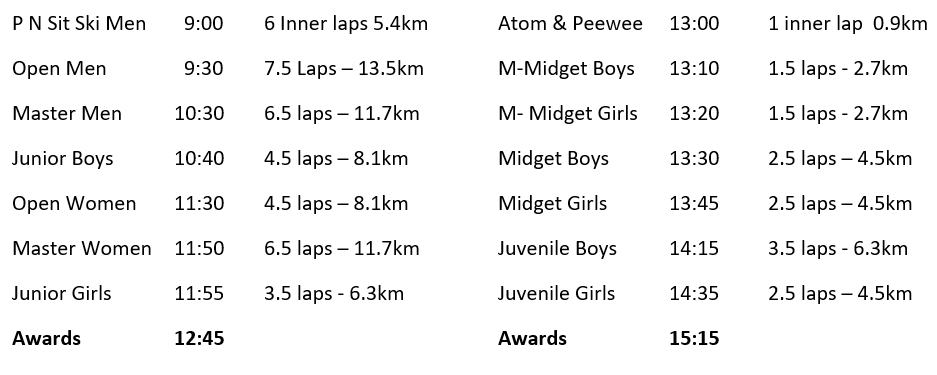 P N Sit Ski Men 9:00 6 Inner laps 5.4km
Open Men 9:30 7.5 Laps – 13.5km
Master Men 10:30 6.5 laps – 11.7km
Junior Boys 10:40 4.5 laps – 8.1km
Open Women 11:30 4.5 laps – 8.1km
Master Women 11:50 6.5 laps – 11.7km
Junior Girls 11:55 3.5 laps - 6.3km
Awards 12:45
Atom & Peewee 13:00 1 inner lap 0.9km
M-Midget Boys 13:10 1.5 laps - 2.7km
M- Midget Girls 13:20 1.5 laps - 2.7km
Midget Boys 13:30 2.5 laps – 4.5km
Midget Girls 13:45 2.5 laps – 4.5km
Juvenile Boys 14:15 3.5 laps - 6.3km
Juvenile Girls 14:35 2.5 laps – 4.5km
Awards 15:15